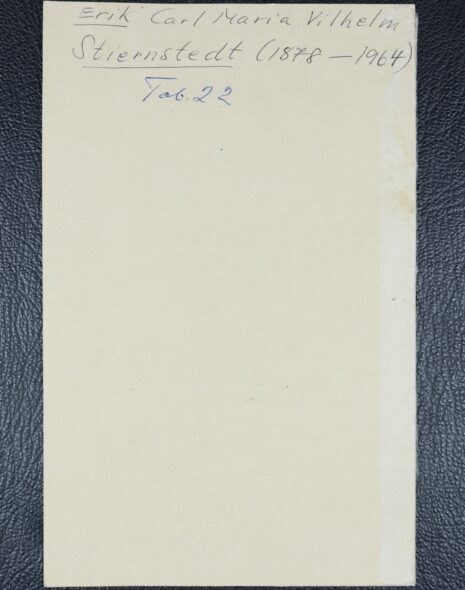 Erik Carl Maria Vilhelm
Stiernstedt (1878 — 1964)
Tab. 22